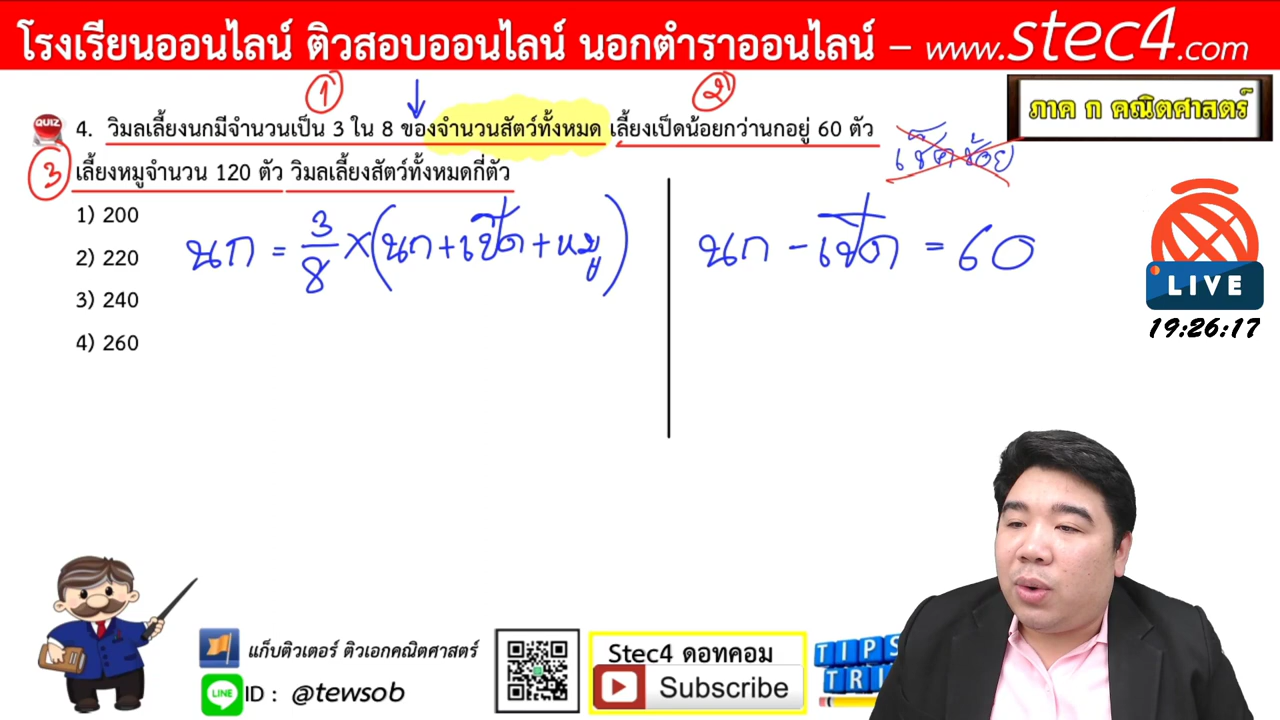 โรงเรียนออนไลน์ ติวสอบออนไลน์ นอกตำราออนไลน์ – www.stec4.com
ภาค ก คณิตศาสตร์
1
2
QUIZ
4. วิมลเลี้ยงนกมีจำนวนเป็น 3 ใน 8 ของจำนวนสัตว์ทั้งหมด เลี้ยงเป็ดน้อยกว่านกอยู่ 60 ตัว
3
เลี้ยงหมูจำนวน 120 ตัว วิมลเลี้ยงสัตว์ทั้งหมดกี่ตัว
1) 200
2) 220
3) 240
4) 260
นก = 3/8 × (นก + เป็ด + หมู)
นก - เป็ด = 60
LIVE
19:26:17
แก็บติวเตอร์ ติวเอกคณิตศาสตร์
LINE ID : @tewsob
Stec4 ดอทคอม
Subscribe
TIPS